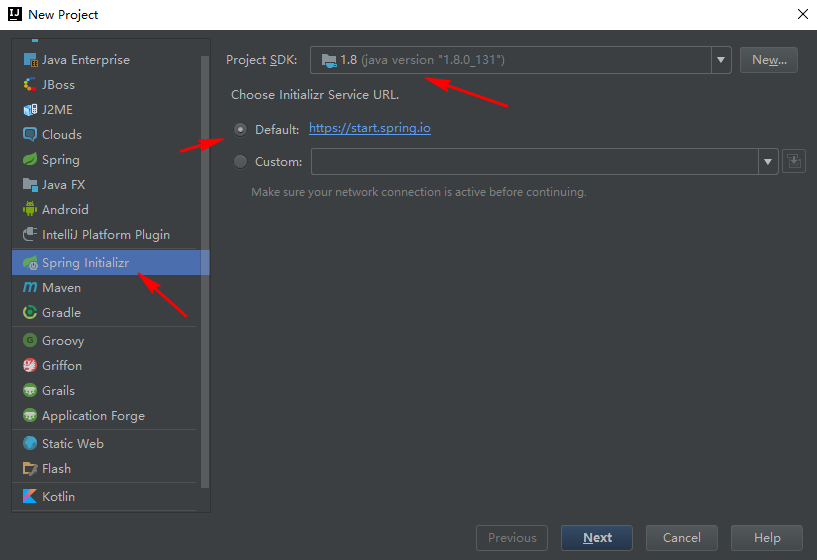 New Project
Java Enterprise
JBoss
J2ME
Clouds
Spring
Java FX
Android
IntelliJ Platform Plugin
Spring Initializr
Maven
Gradle
Groovy
Griffon
Grails
Application Forge
Static Web
Flash
Kotlin
Project SDK: 1.8 (java version "1.8.0_131") New...
Choose Initializr Service URL.
Default: https://start.spring.io
Custom:
Make sure your network connection is active before continuing.
Previous Next Cancel Help